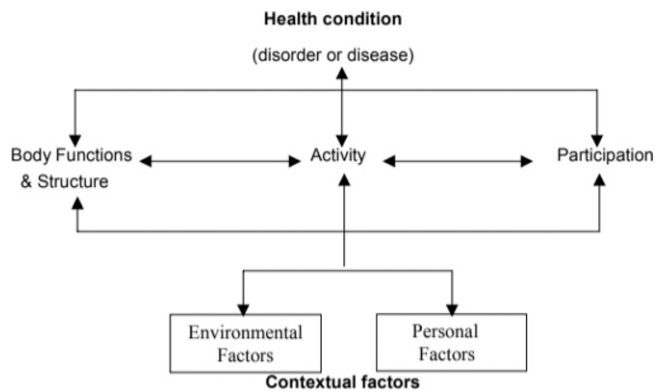 Health condition
(disorder or disease)
Body Functions
& Structure
Activity
Participation
Environmental
Factors
Personal
Factors
Contextual factors